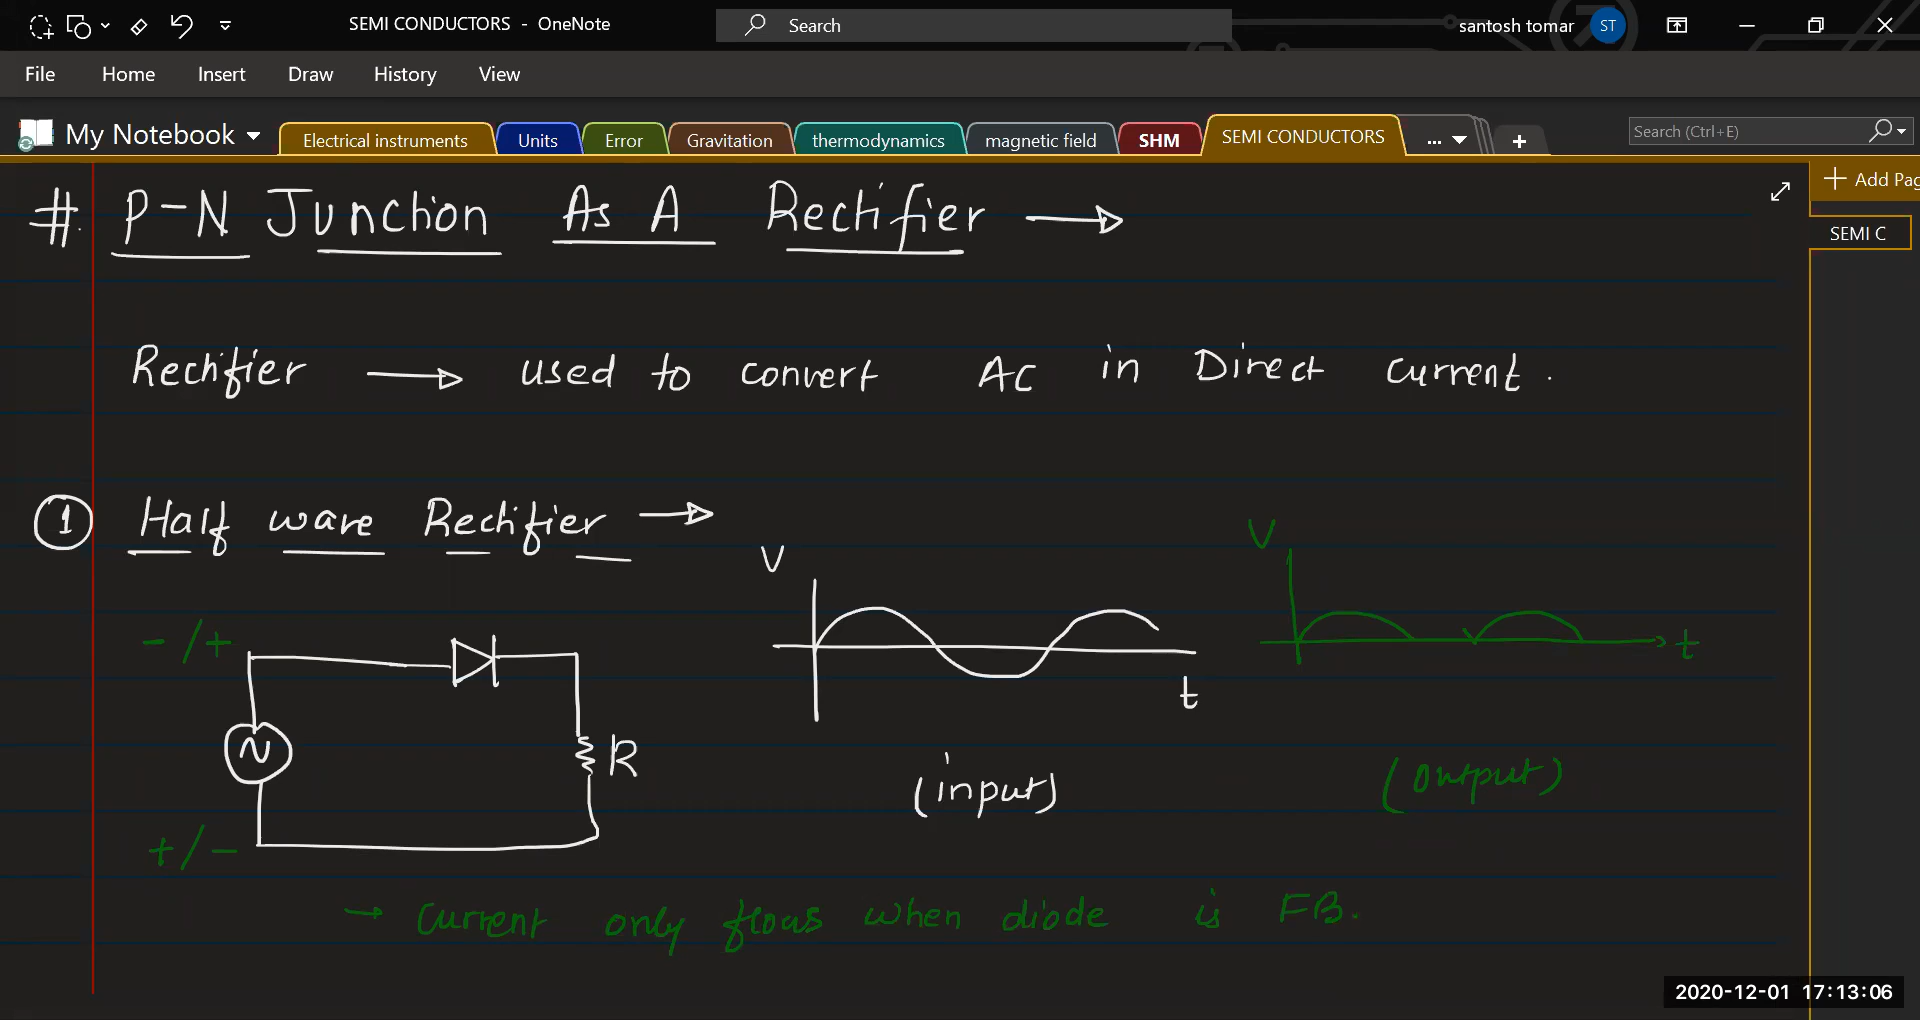 SEMI CONDUCTORS - OneNote
Search
santosh tomar ST
File Home Insert Draw History View
My Notebook
Electrical instruments Units Error Gravitation thermodynamics magnetic field SHM SEMI CONDUCTORS ... +
Search (Ctrl+E)
+ Add Pag
SEMI C
# P-N Junction As A Rectifier →
Rectifier → used to convert AC in Direct current.
① Half ware Rectifier →
V
V
- / +
t
t
~
R
(input)
(output)
+ / -
→ Current only flows when diode is FB.
2020-12-01 17:13:06